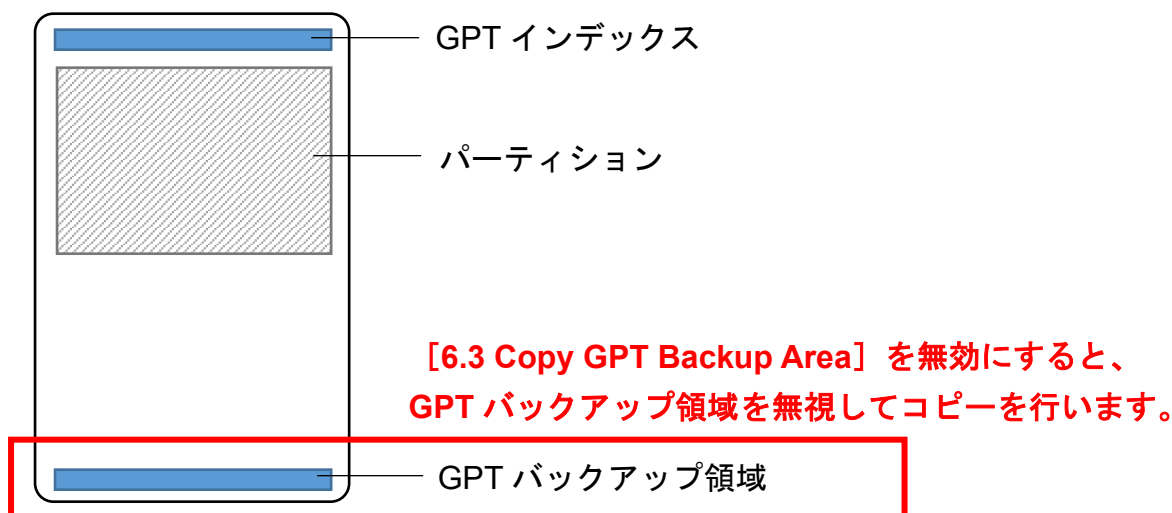 GPT インデックス
パーティション
［6.3 Copy GPT Backup Area］を無効にすると、
GPT バックアップ領域を無視してコピーを行います。
GPT バックアップ領域